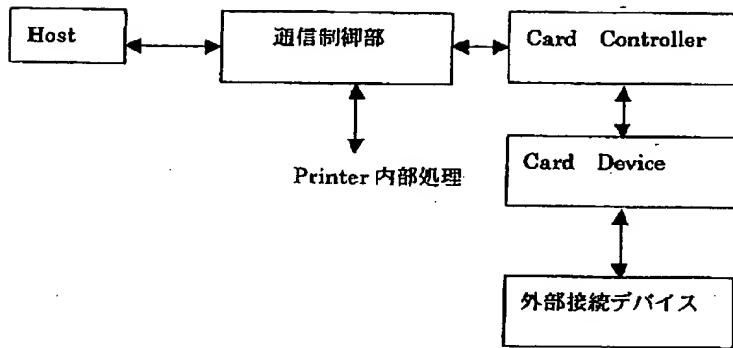 Host
通信制御部
Card Controller
Printer 内部処理
Card Device
外部接続デバイス